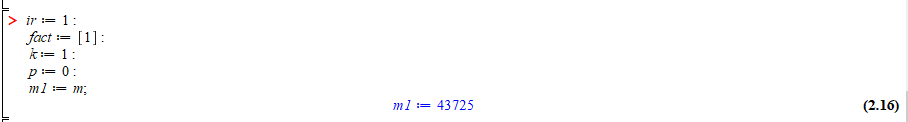 > ir := 1 :
fact := [1] :
k := 1 :
p := 0 :
m1 := m;
m1 := 43725 (2.16)